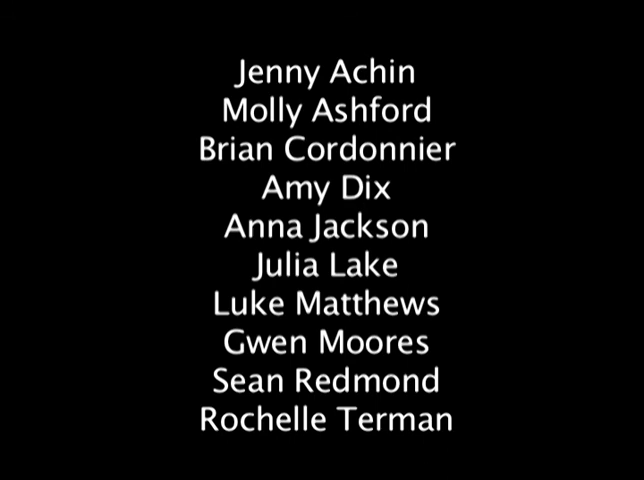 Jenny Achin
Molly Ashford
Brian Cordonnier
Amy Dix
Anna Jackson
Julia Lake
Luke Matthews
Gwen Moores
Sean Redmond
Rochelle Terman